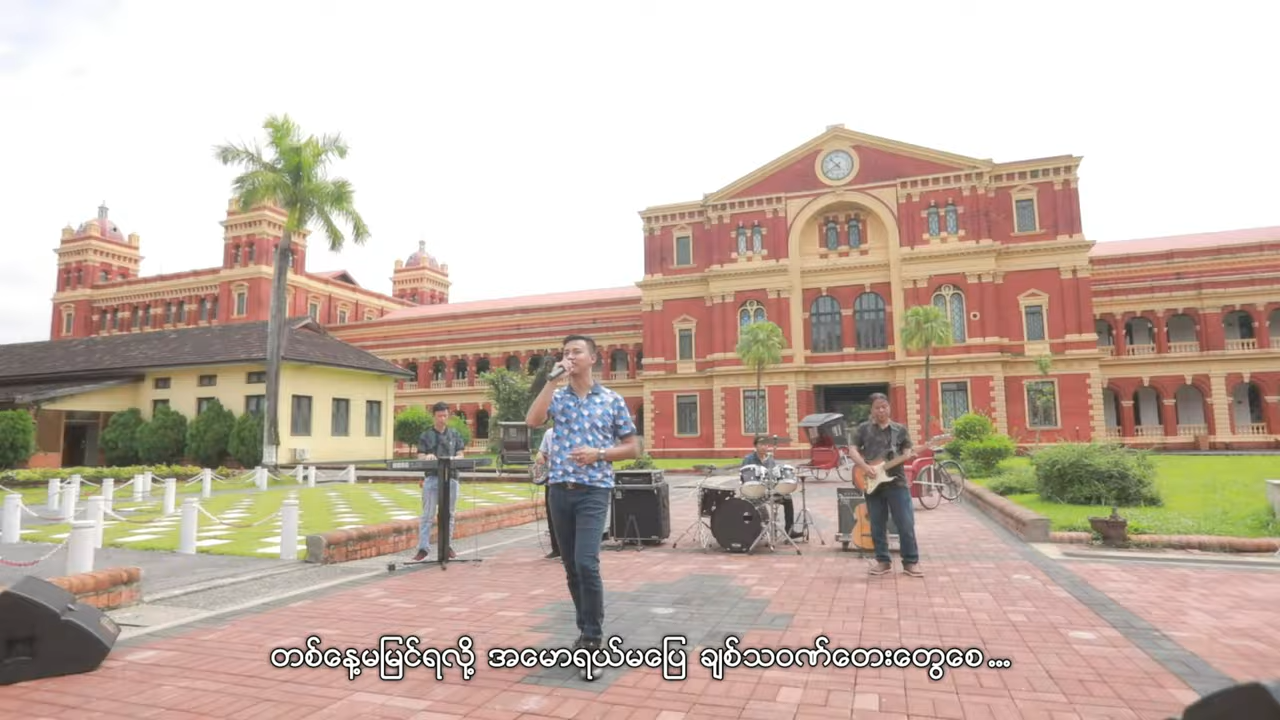 တစ်နေ့မမြင်ရလို့ အမောရယ်မပြေ ချစ်သဝဏ်တေးတွေစေ...